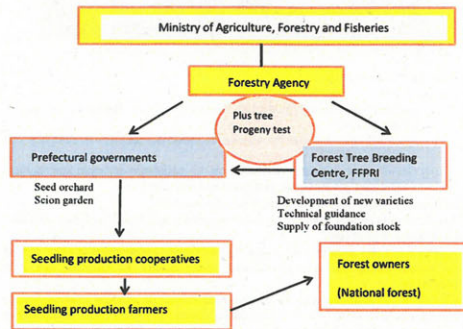 Ministry of Agriculture, Forestry and Fisheries
Forestry Agency
Plus tree
Progeny test
Prefectural governments
Forest Tree Breeding
Centre, FFPRI
Seed orchard
Scion garden
Development of new varieties
Technical guidance
Supply of foundation stock
Seedling production cooperatives
Forest owners
(National forest)
Seedling production farmers